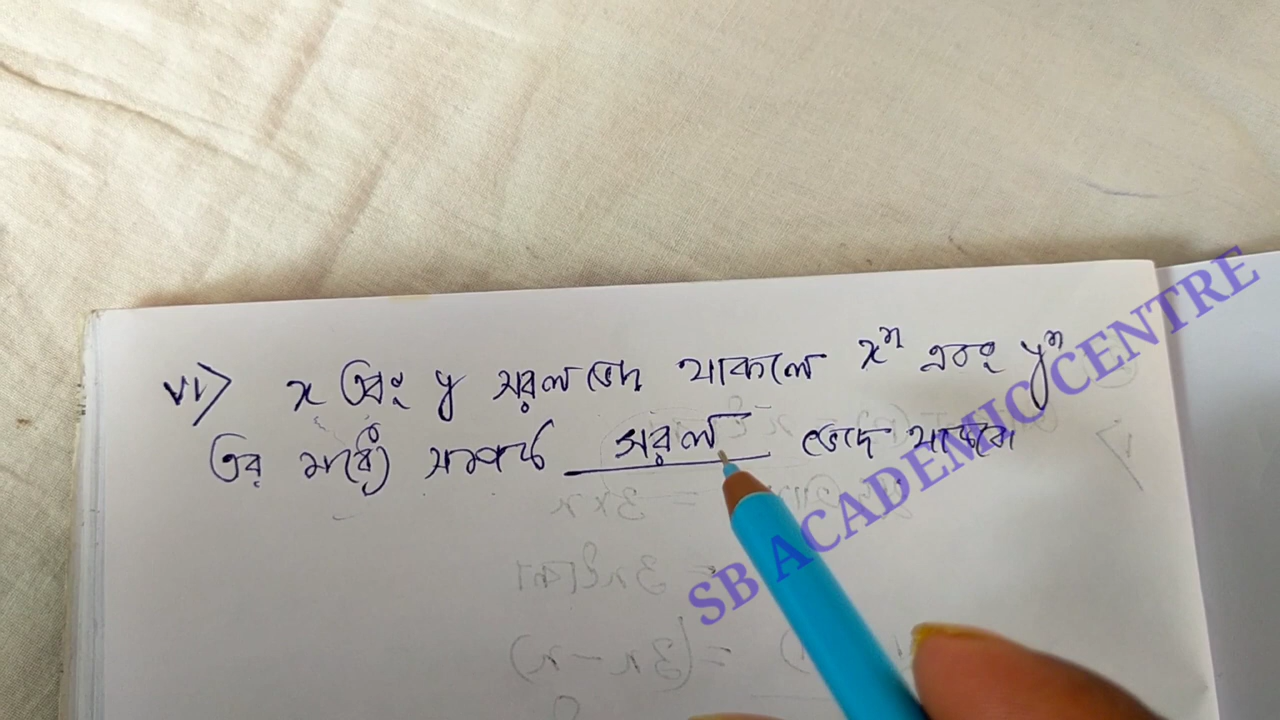 vi> x এবং y সরলভেদে থাকলে xⁿ এবং yⁿ
এর মধ্যে সম্পর্ক সরল ভেদে থাকবে
SB ACADEMIC CENTRE